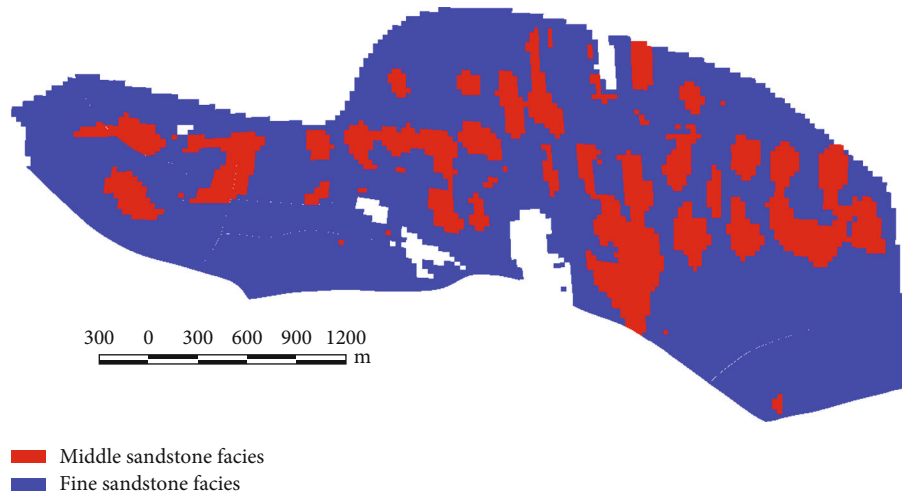 300 0 300 600 900 1200
m
Middle sandstone facies
Fine sandstone facies